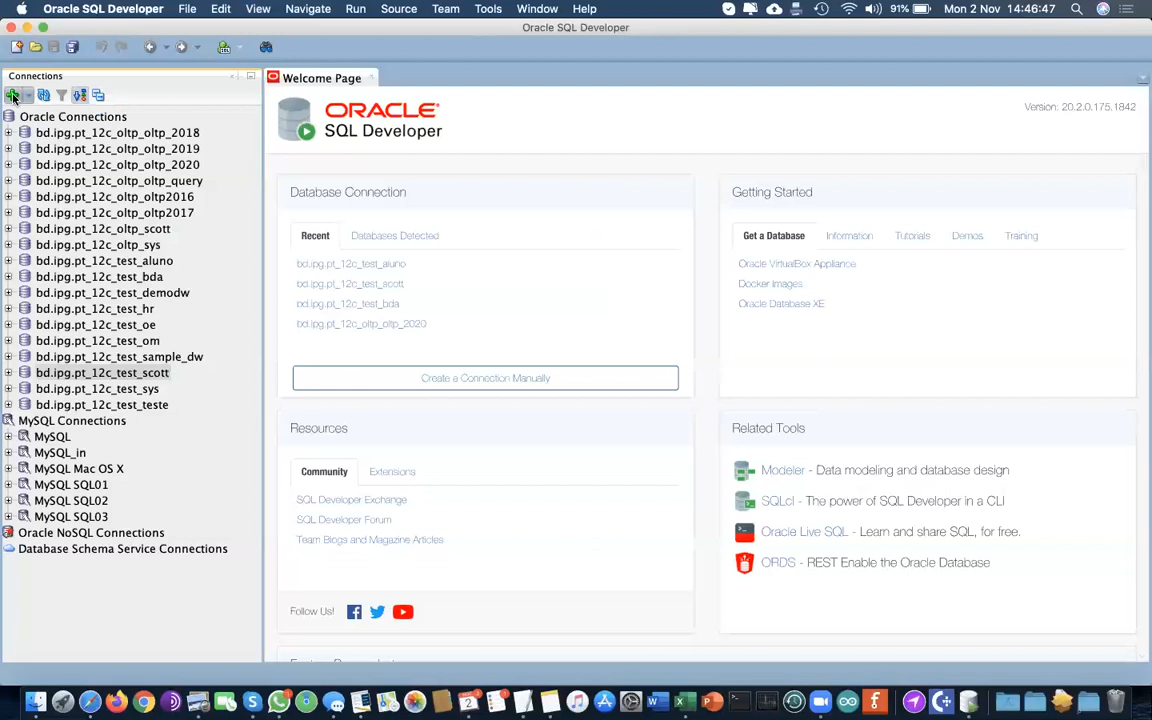 Oracle SQL Developer File Edit View Navigate Run Source Team Tools Window Help 91% Mon 2 Nov 14:46:47
Oracle SQL Developer
Connections
Welcome Page
Oracle Connections
bd.ipg.pt_12c_oltp_oltp_2018
bd.ipg.pt_12c_oltp_oltp_2019
bd.ipg.pt_12c_oltp_oltp_2020
bd.ipg.pt_12c_oltp_oltp_query
bd.ipg.pt_12c_oltp_oltp2016
bd.ipg.pt_12c_oltp_oltp2017
bd.ipg.pt_12c_oltp_scott
bd.ipg.pt_12c_oltp_sys
bd.ipg.pt_12c_test_aluno
bd.ipg.pt_12c_test_bda
bd.ipg.pt_12c_test_demodw
bd.ipg.pt_12c_test_hr
bd.ipg.pt_12c_test_oe
bd.ipg.pt_12c_test_om
bd.ipg.pt_12c_test_sample_dw
bd.ipg.pt_12c_test_scott
bd.ipg.pt_12c_test_sys
bd.ipg.pt_12c_test_teste
MySQL Connections
MySQL
MySQL_in
MySQL Mac OS X
MySQL SQL01
MySQL SQL02
MySQL SQL03
Oracle NoSQL Connections
Database Schema Service Connections
ORACLE
SQL Developer
Version: 20.2.0.175.1842
Database Connection
Recent Databases Detected
bd.ipg.pt_12c_test_aluno
bd.ipg.pt_12c_test_scott
bd.ipg.pt_12c_test_bda
bd.ipg.pt_12c_oltp_oltp_2020
Create a Connection Manually
Getting Started
Get a Database Information Tutorials Demos Training
Oracle VirtualBox Appliance
Docker Images
Oracle Database XE
Resources
Community Extensions
SQL Developer Exchange
SQL Developer Forum
Team Blogs and Magazine Articles
Follow Us!
Related Tools
Modeler - Data modeling and database design
SQLcl - The power of SQL Developer in a CLI
Oracle Live SQL - Learn and share SQL, for free.
ORDS - REST Enable the Oracle Database